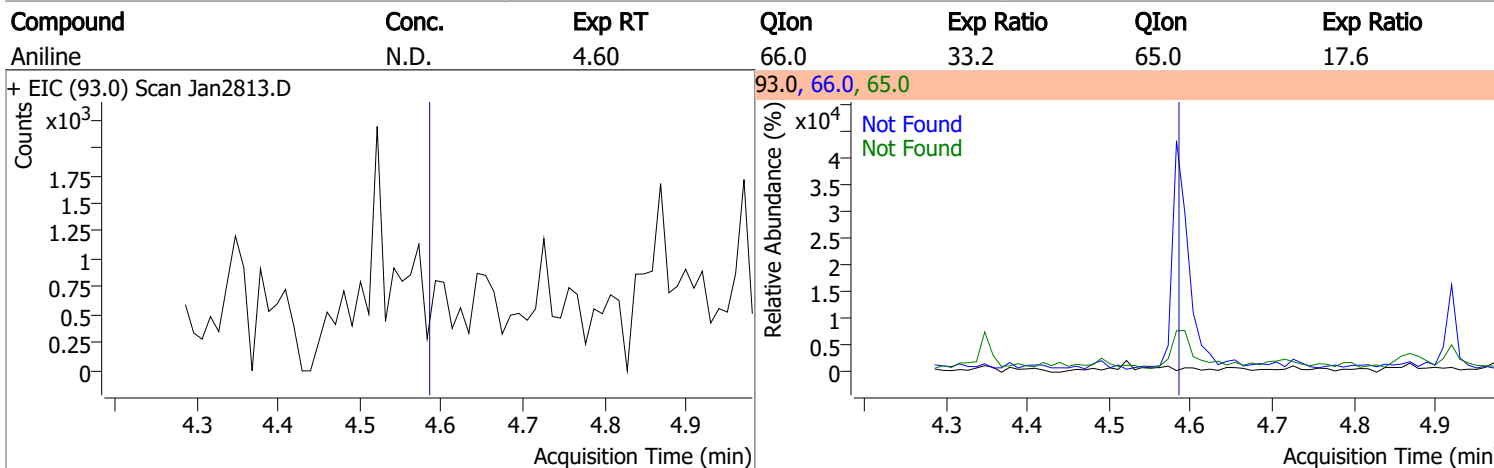 Compound Conc. Exp RT QIon Exp Ratio QIon Exp Ratio
Aniline N.D. 4.60 66.0 33.2 65.0 17.6
+ EIC (93.0) Scan Jan2813.D
Counts
x10³
1.75
1.5
1.25
1
0.75
0.5
0.25
0
4.3 4.4 4.5 4.6 4.7 4.8 4.9
Acquisition Time (min)
93.0, 66.0, 65.0
Relative Abundance (%)
x10⁴
Not Found
Not Found
4
3.5
3
2.5
2
1.5
1
0.5
0
4.3 4.4 4.5 4.6 4.7 4.8 4.9
Acquisition Time (min